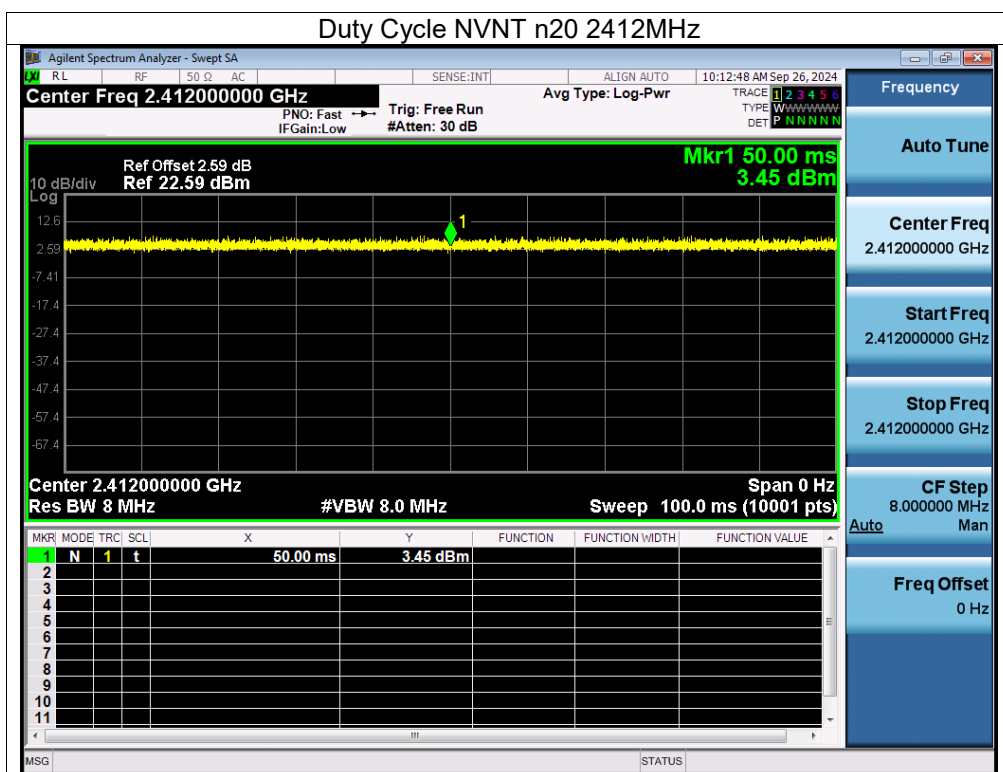 Duty Cycle NVNT n20 2412MHz
Agilent Spectrum Analyzer - Swept SA
LXI RL RF 50 Ω AC SENSE:INT ALIGN AUTO 10:12:48 AM Sep 26, 2024
Center Freq 2.412000000 GHz
PNO: Fast
IFGain:Low
Trig: Free Run
#Atten: 30 dB
Avg Type: Log-Pwr
TRACE 1 2 3 4 5 6
TYPE WWWWWWW
DET P N N N N N
Frequency
Auto Tune
Center Freq
2.412000000 GHz
Start Freq
2.412000000 GHz
Stop Freq
2.412000000 GHz
CF Step
8.000000 MHz
Auto Man
Freq Offset
0 Hz
Mkr1 50.00 ms
3.45 dBm
Ref Offset 2.59 dB
10 dB/div Ref 22.59 dBm
Log
12.6
1
2.59
-7.41
-17.4
-27.4
-37.4
-47.4
-57.4
-67.4
Center 2.412000000 GHz Span 0 Hz
Res BW 8 MHz #VBW 8.0 MHz Sweep 100.0 ms (10001 pts)
MKR MODE TRC SCL X Y FUNCTION FUNCTION WIDTH FUNCTION VALUE
1 N 1 t 50.00 ms 3.45 dBm
2
3
4
5
6
7
8
9
10
11
MSG STATUS